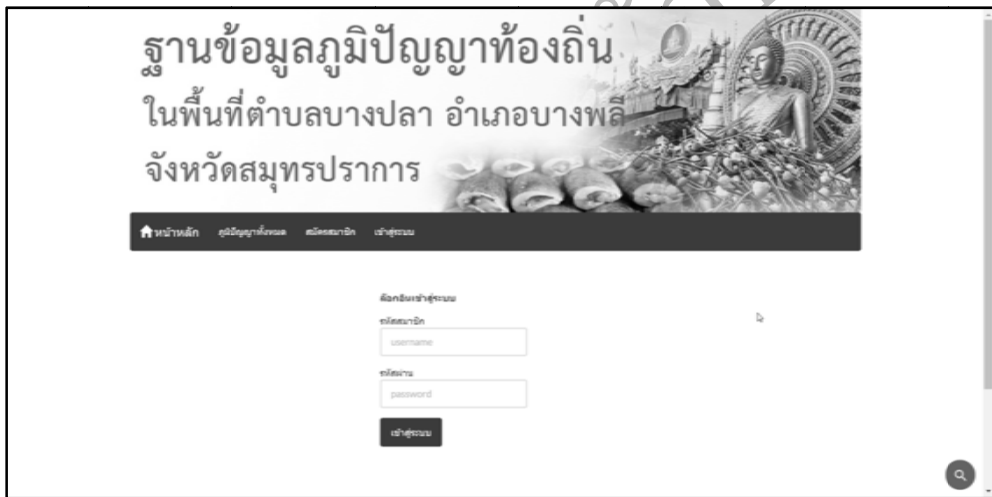 ฐานข้อมูลภูมิปัญญาท้องถิ่น
ในพื้นที่ตำบลบางปลา อำเภอบางพลี
จังหวัดสมุทรปราการ
หน้าหลัก ภูมิปัญญาทั้งหมด สมัครสมาชิก เข้าสู่ระบบ
ล๊อกอินเข้าสู่ระบบ
รหัสสมาชิก
username
รหัสผ่าน
password
เข้าสู่ระบบ